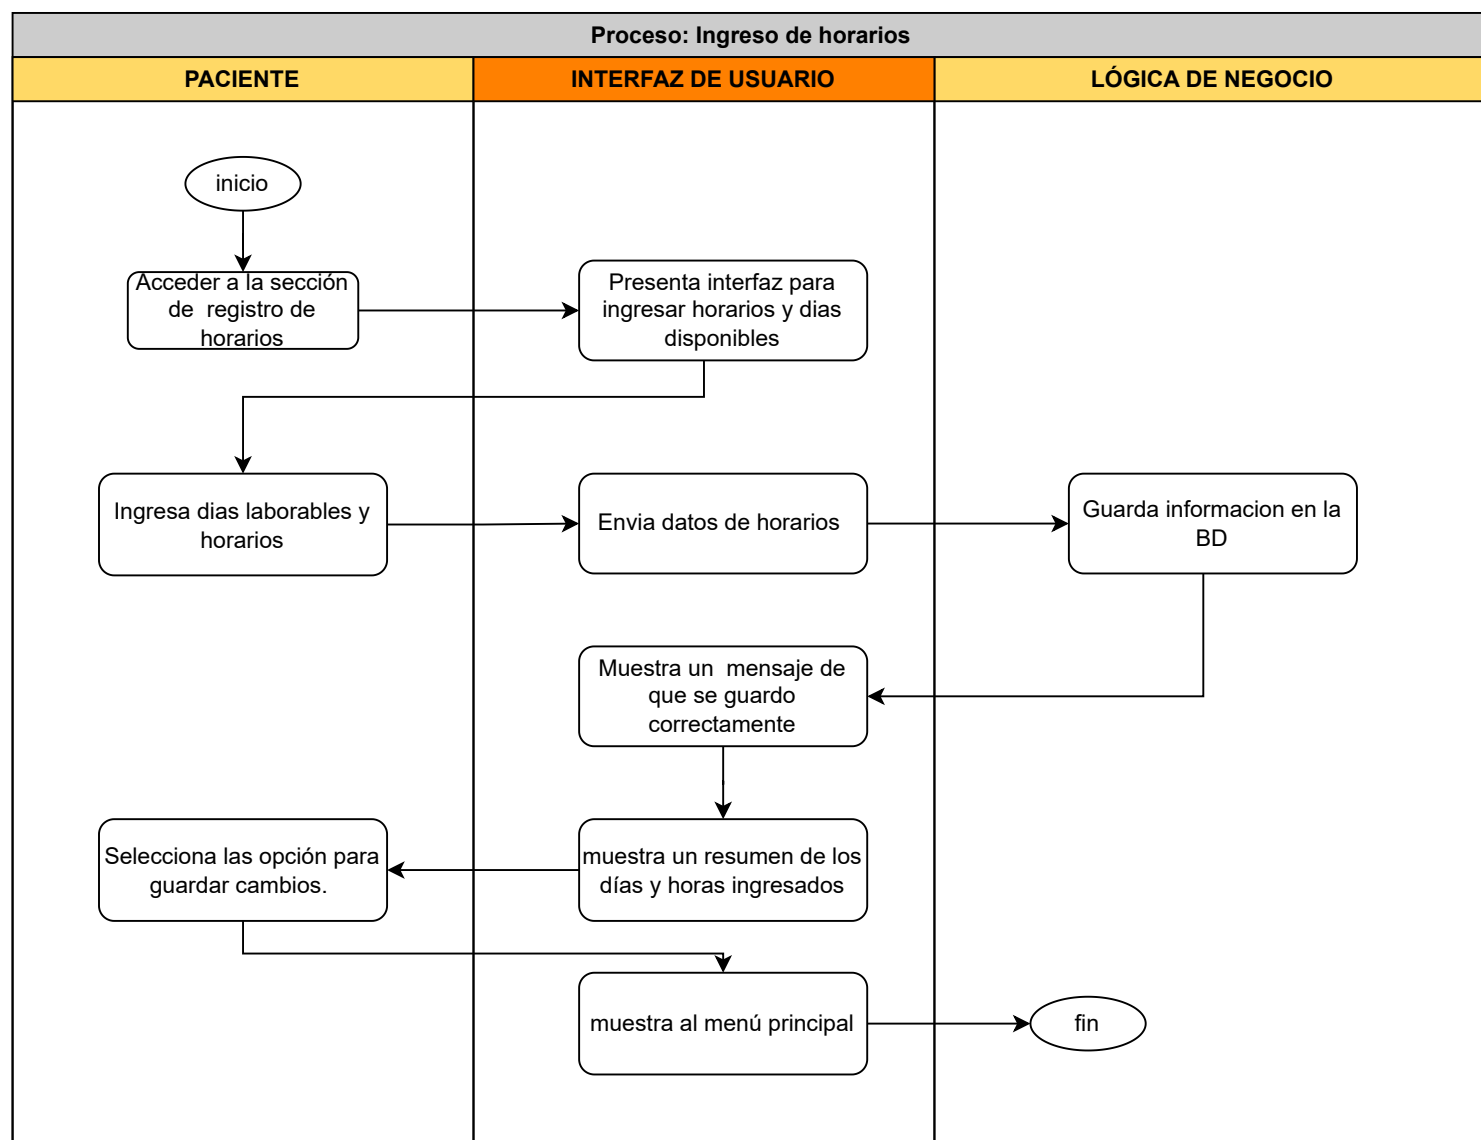 Proceso: Ingreso de horarios
PACIENTE
INTERFAZ DE USUARIO
LÓGICA DE NEGOCIO
inicio
Acceder a la sección
de registro de
horarios
Presenta interfaz para
ingresar horarios y dias
disponibles
Ingresa dias laborables y
horarios
Envia datos de horarios
Guarda informacion en la
BD
Muestra un mensaje de
que se guardo
correctamente
muestra un resumen de los
días y horas ingresados
Selecciona las opción para
guardar cambios.
muestra al menú principal
fin